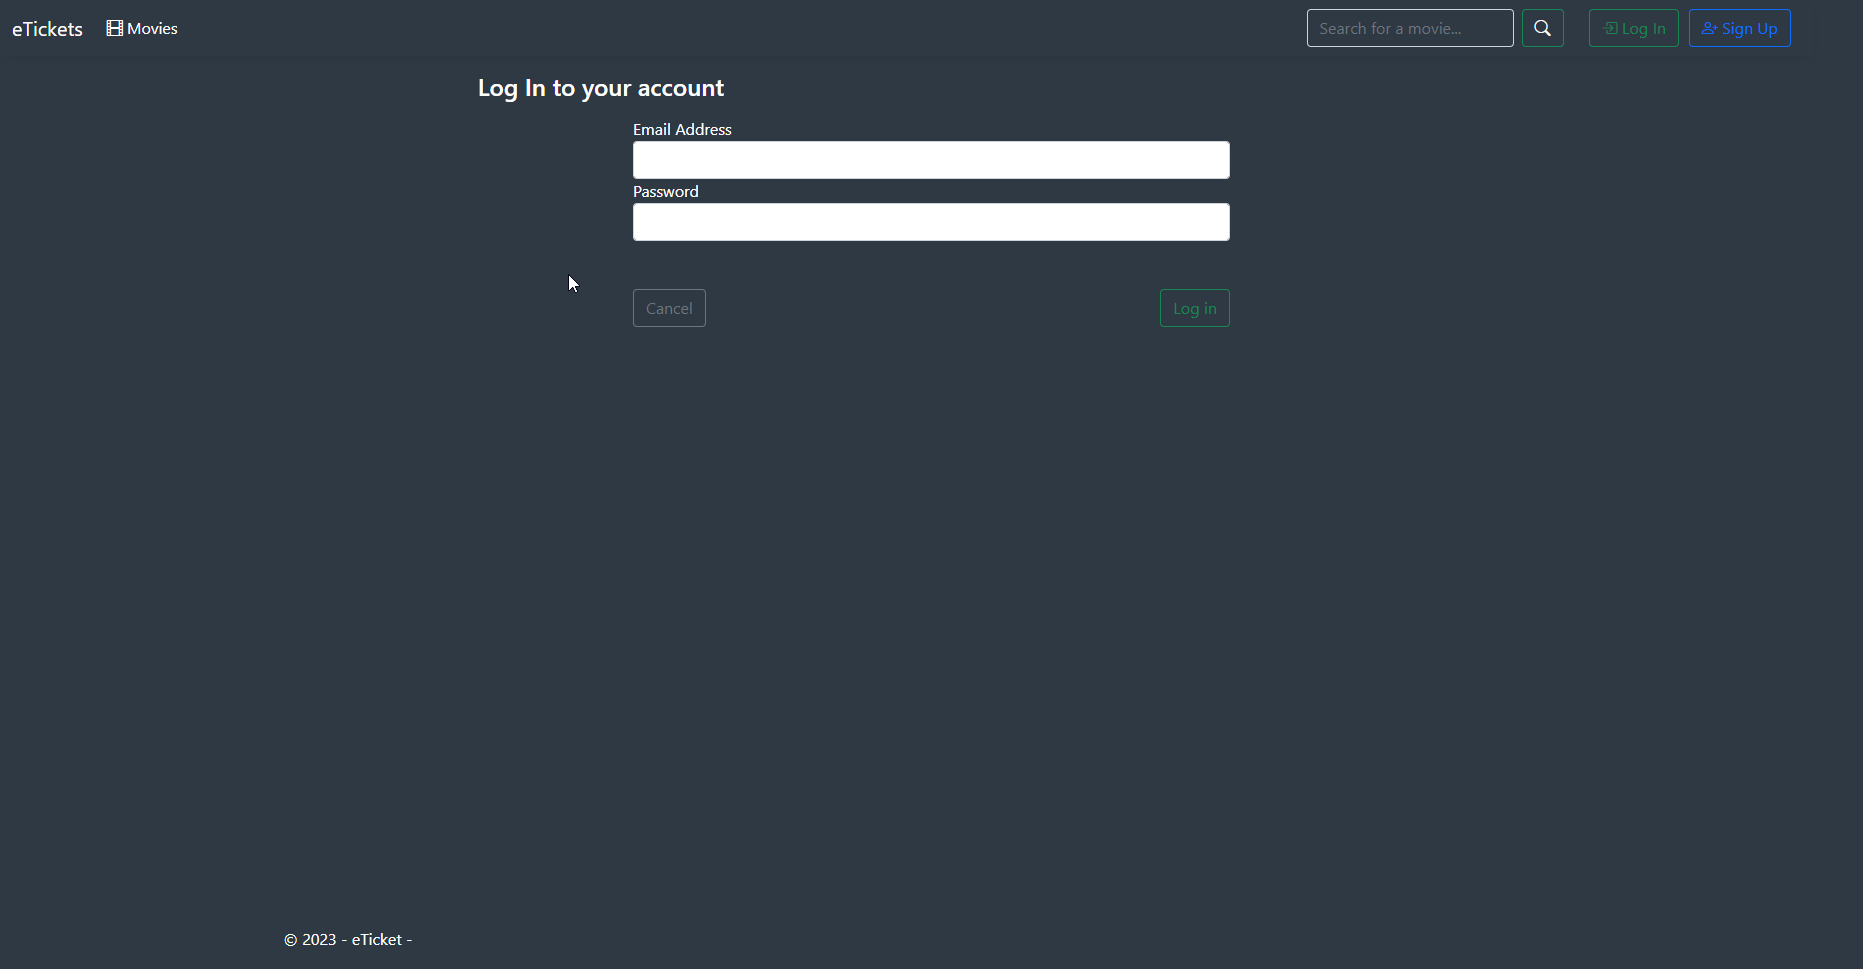 eTickets Movies Search for a movie... Log In Sign Up
Log In to your account
Email Address
Password
Cancel Log in
© 2023 - eTicket -